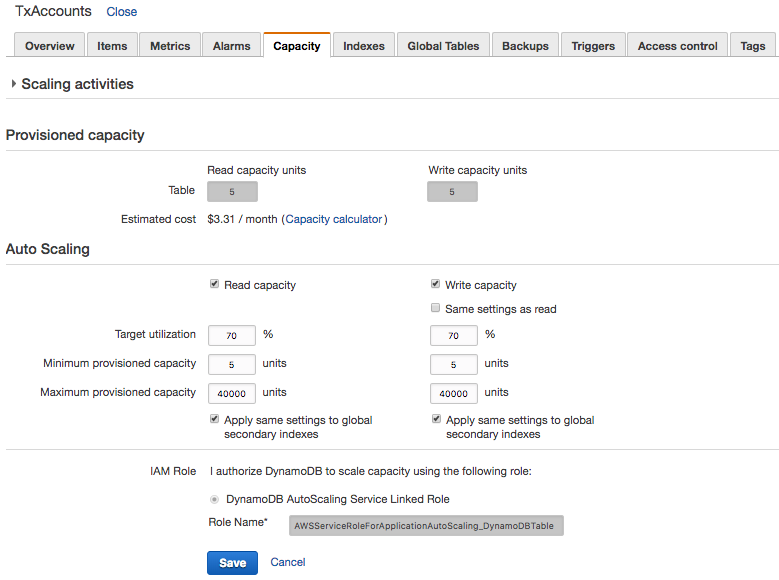 TxAccounts Close
Overview Items Metrics Alarms Capacity Indexes Global Tables Backups Triggers Access control Tags
Scaling activities
Provisioned capacity
Read capacity units Write capacity units
Table 5 5
Estimated cost $3.31 / month (Capacity calculator )
Auto Scaling
Read capacity Write capacity
Same settings as read
Target utilization 70 % 70 %
Minimum provisioned capacity 5 units 5 units
Maximum provisioned capacity 40000 units 40000 units
Apply same settings to global Apply same settings to global
secondary indexes secondary indexes
IAM Role I authorize DynamoDB to scale capacity using the following role:
DynamoDB AutoScaling Service Linked Role
Role Name* AWSServiceRoleForApplicationAutoScaling_DynamoDBTable
Save Cancel